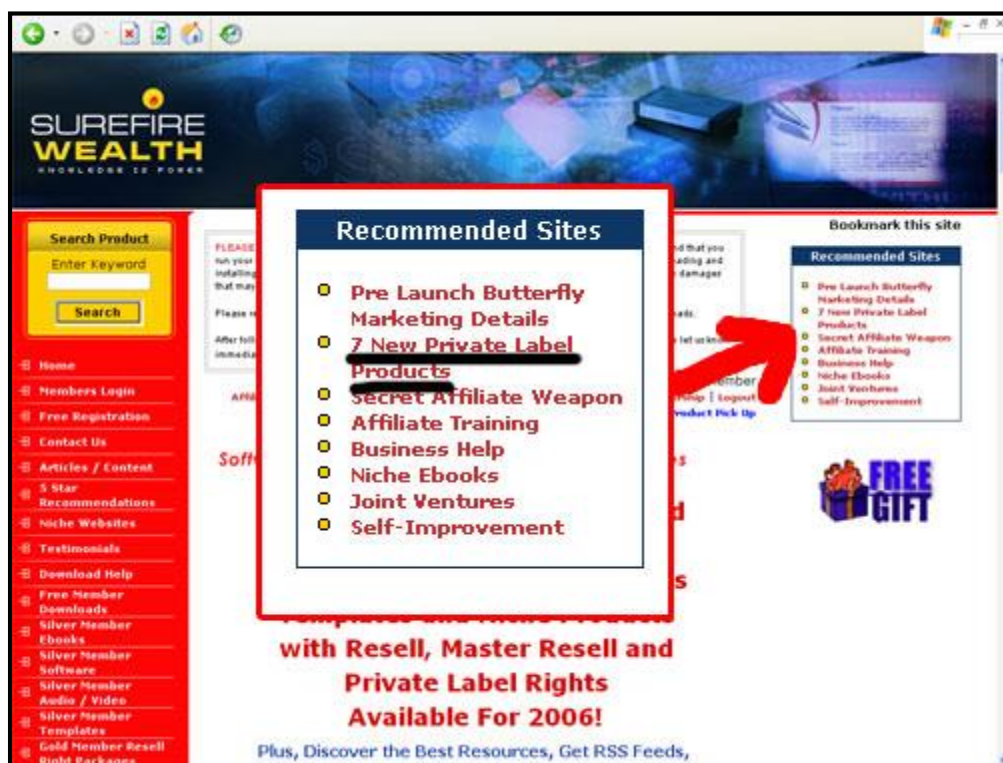 SUREFIRE
WEALTH
KNOWLEDGE IS POWER
Bookmark this site
Search Product
Enter Keyword
Search
Home
Members Login
Free Registration
Contact Us
Articles / Content
5 Star
Recommendations
Niche Websites
Testimonials
Download Help
Free Member
Downloads
Silver Member
Ebooks
Silver Member
Software
Silver Member
Audio / Video
Silver Member
Templates
Gold Member Resell
Right Packages
Recommended Sites
Pre Launch Butterfly
Marketing Details
7 New Private Label
Products
Secret Affiliate Weapon
Affiliate Training
Business Help
Niche Ebooks
Joint Ventures
Self-Improvement
Logout
Product Pick Up
with Resell, Master Resell and
Private Label Rights
Available For 2006!
Plus, Discover the Best Resources, Get RSS Feeds,
Recommended Sites
Pre Launch Butterfly
Marketing Details
7 New Private Label
Products
Secret Affiliate Weapon
Affiliate Training
Business Help
Niche Ebooks
Joint Ventures
Self-Improvement
FREE
GIFT